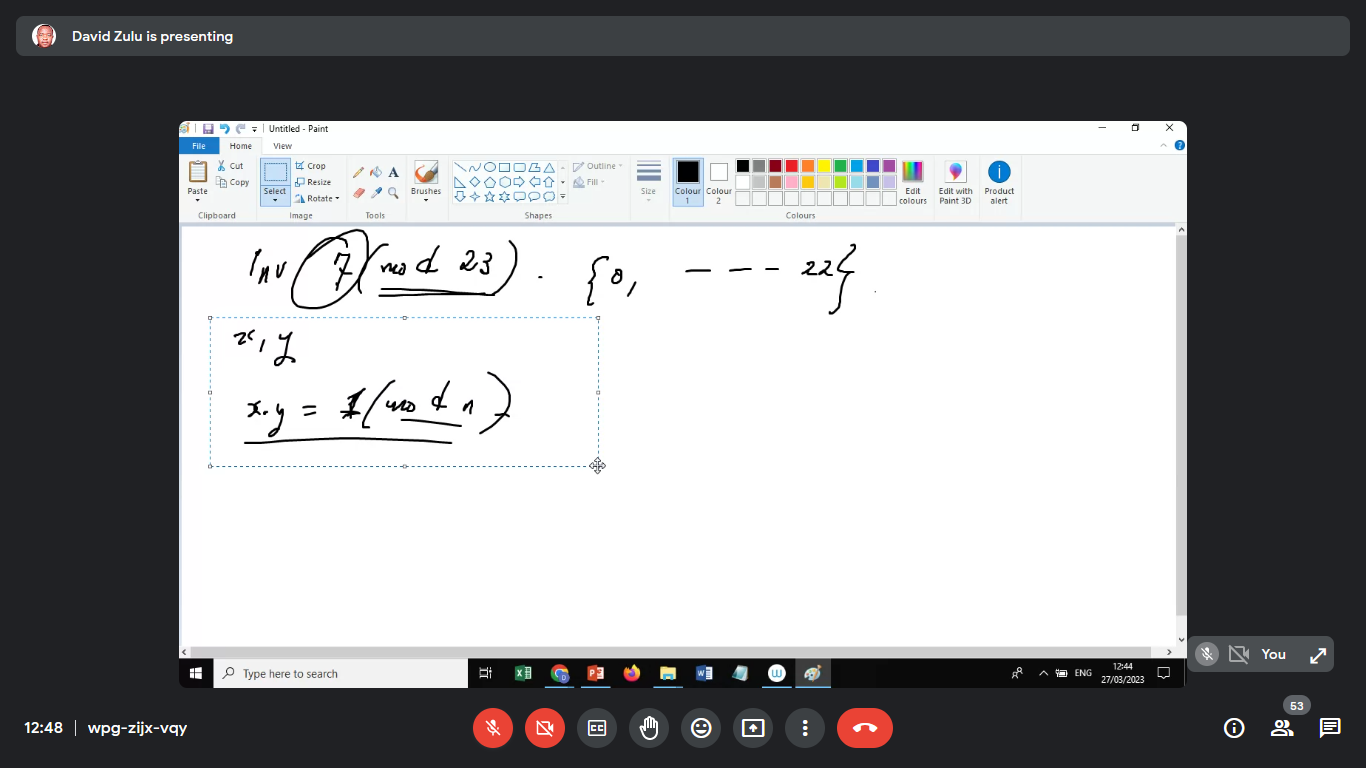 David Zulu is presenting
Untitled - Paint
File Home View
Paste Cut Copy Clipboard
Select Crop Resize Rotate Image
Tools
Brushes
Outline Fill Shapes
Size
Colour 1 Colour 2 Edit colours Colours
Edit with Paint 3D
Product alert
Inv 7 (mod 23) . {0, --- 22}
x, y
x.y = 1 (mod n)
Type here to search
ENG
12:44
27/03/2023
You
12:48 | wpg-zijx-vqy
53